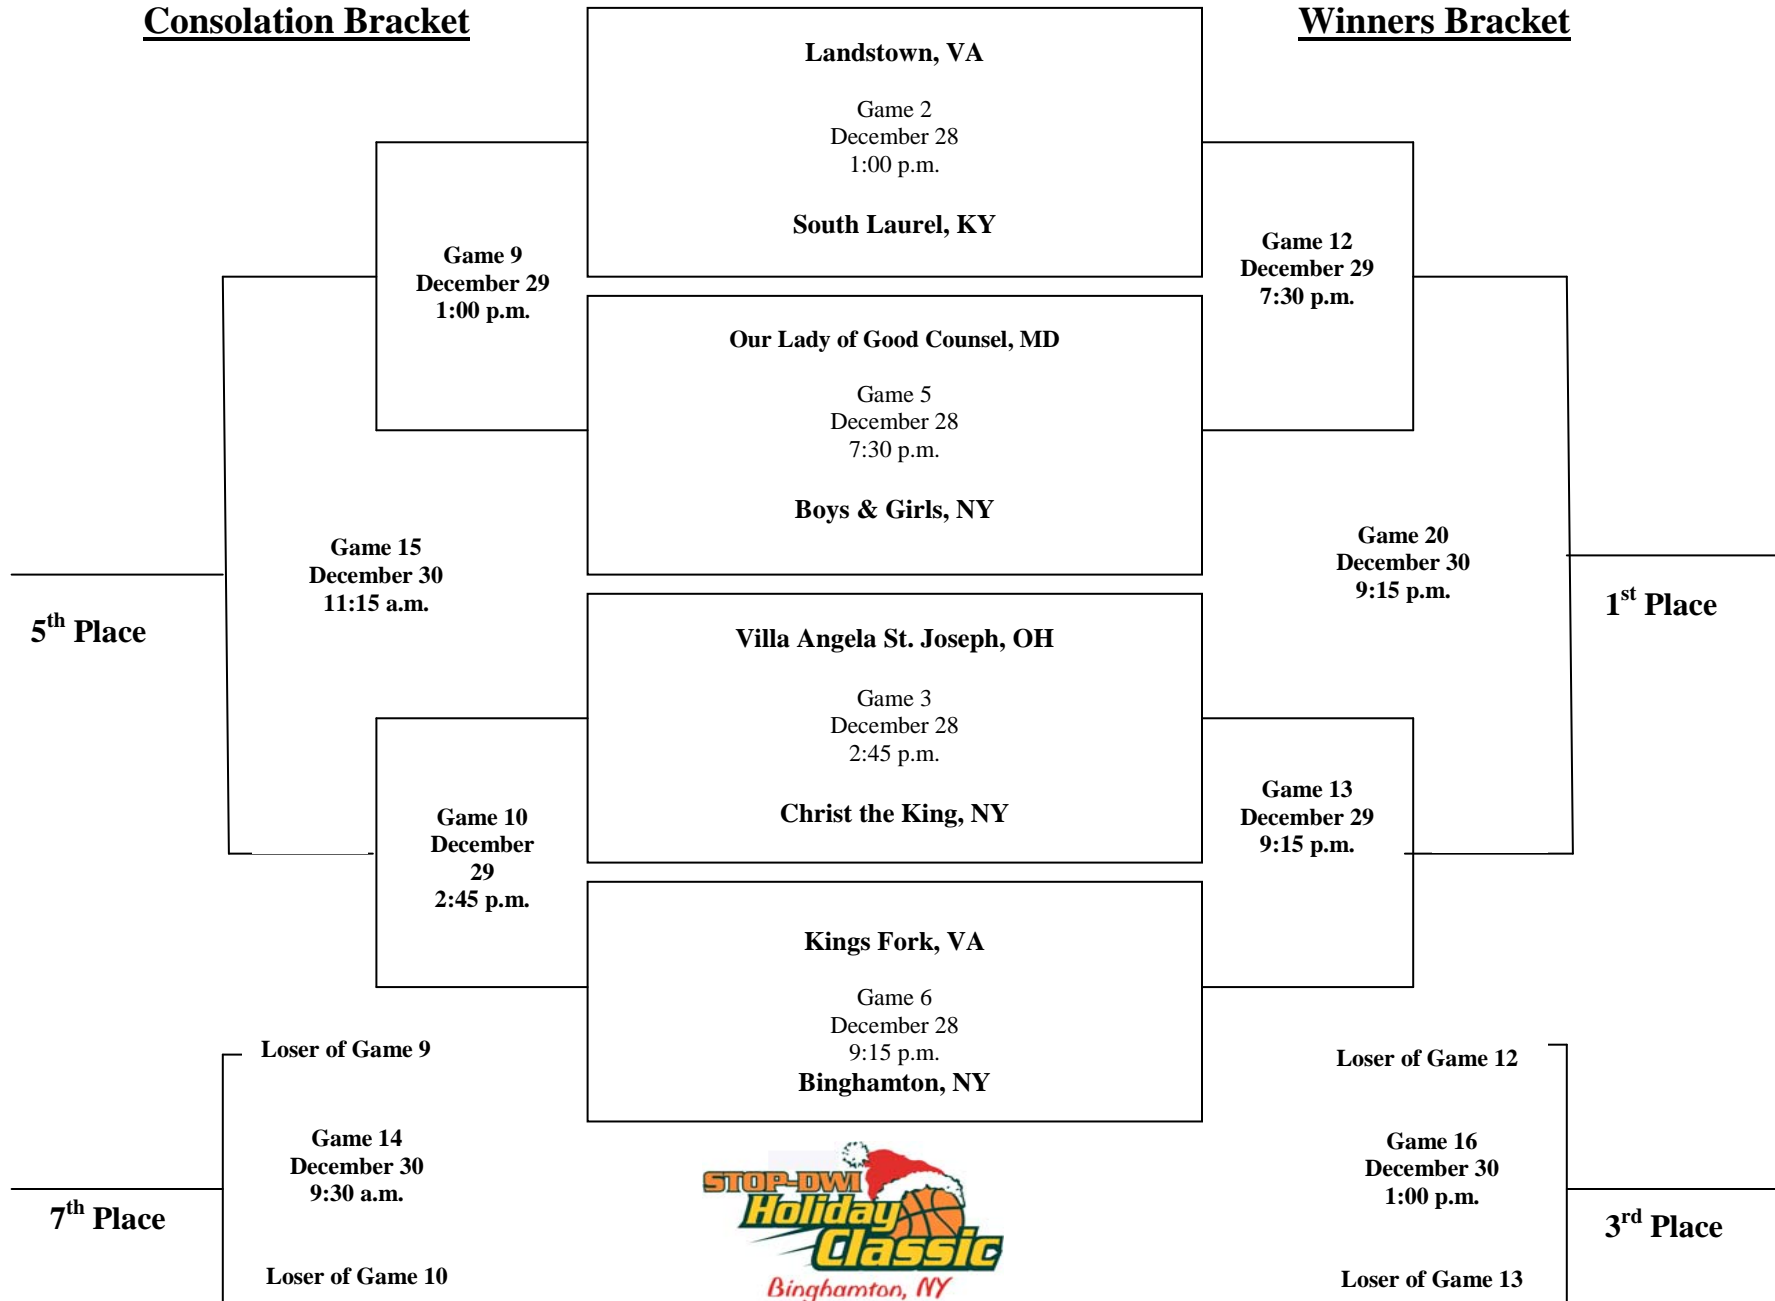 Consolation Bracket
Winners Bracket
Landstown, VA
Game 2
December 28
1:00 p.m.
South Laurel, KY
Game 9
December 29
1:00 p.m.
Game 12
December 29
7:30 p.m.
Our Lady of Good Counsel, MD
Game 5
December 28
7:30 p.m.
Boys & Girls, NY
Game 15
December 30
11:15 a.m.
5th Place
Game 20
December 30
9:15 p.m.
1st Place
Villa Angela St. Joseph, OH
Game 3
December 28
2:45 p.m.
Christ the King, NY
Game 10
December
29
2:45 p.m.
Game 13
December 29
9:15 p.m.
Kings Fork, VA
Game 6
December 28
9:15 p.m.
Binghamton, NY
Loser of Game 9
Game 14
December 30
9:30 a.m.
7th Place
Loser of Game 10
Loser of Game 12
Game 16
December 30
1:00 p.m.
3rd Place
Loser of Game 13
STOP-DWI
Holiday
Classic
Binghamton, NY